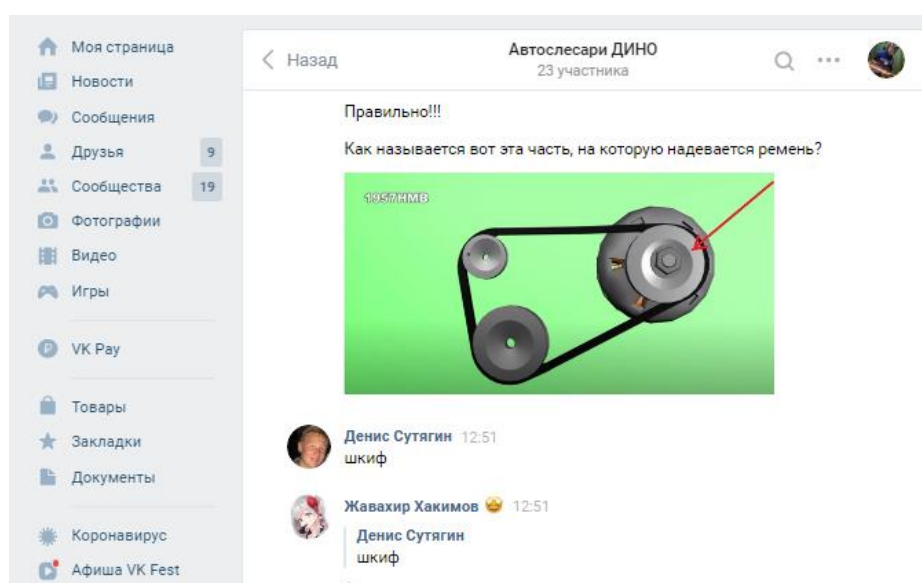 Моя страница
Новости
Сообщения
Друзья 9
Сообщества 19
Фотографии
Видео
Игры
VK Pay
Товары
Закладки
Документы
Коронавирус
Афиша VK Fest
Назад
Автослесари ДИНО
23 участника
Правильно!!!
Как называется вот эта часть, на которую надевается ремень?
1957HMB
Денис Сутягин 12:51
шкиф
Жавахир Хакимов 🤩 12:51
Денис Сутягин
шкиф